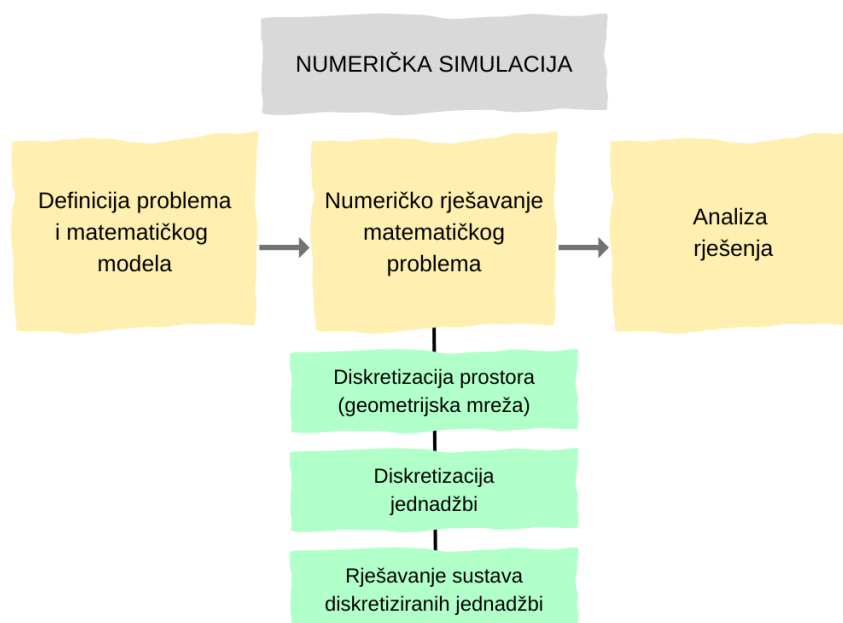 NUMERIČKA SIMULACIJA
Definicija problema
i matematičkog
modela
Numeričko rješavanje
matematičkog
problema
Analiza
rješenja
Diskretizacija prostora
(geometrijska mreža)
Diskretizacija
jednadžbi
Rješavanje sustava
diskretiziranih jednadžbi